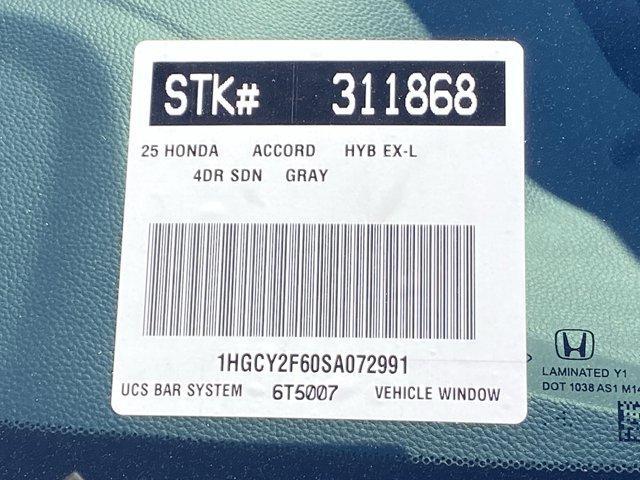 STK# 311868
25 HONDA ACCORD HYB EX-L
4DR SDN GRAY
1HGCY2F60SA072991
UCS BAR SYSTEM 6T5007 VEHICLE WINDOW
LAMINATED Y1
DOT 1038 AS1 M14